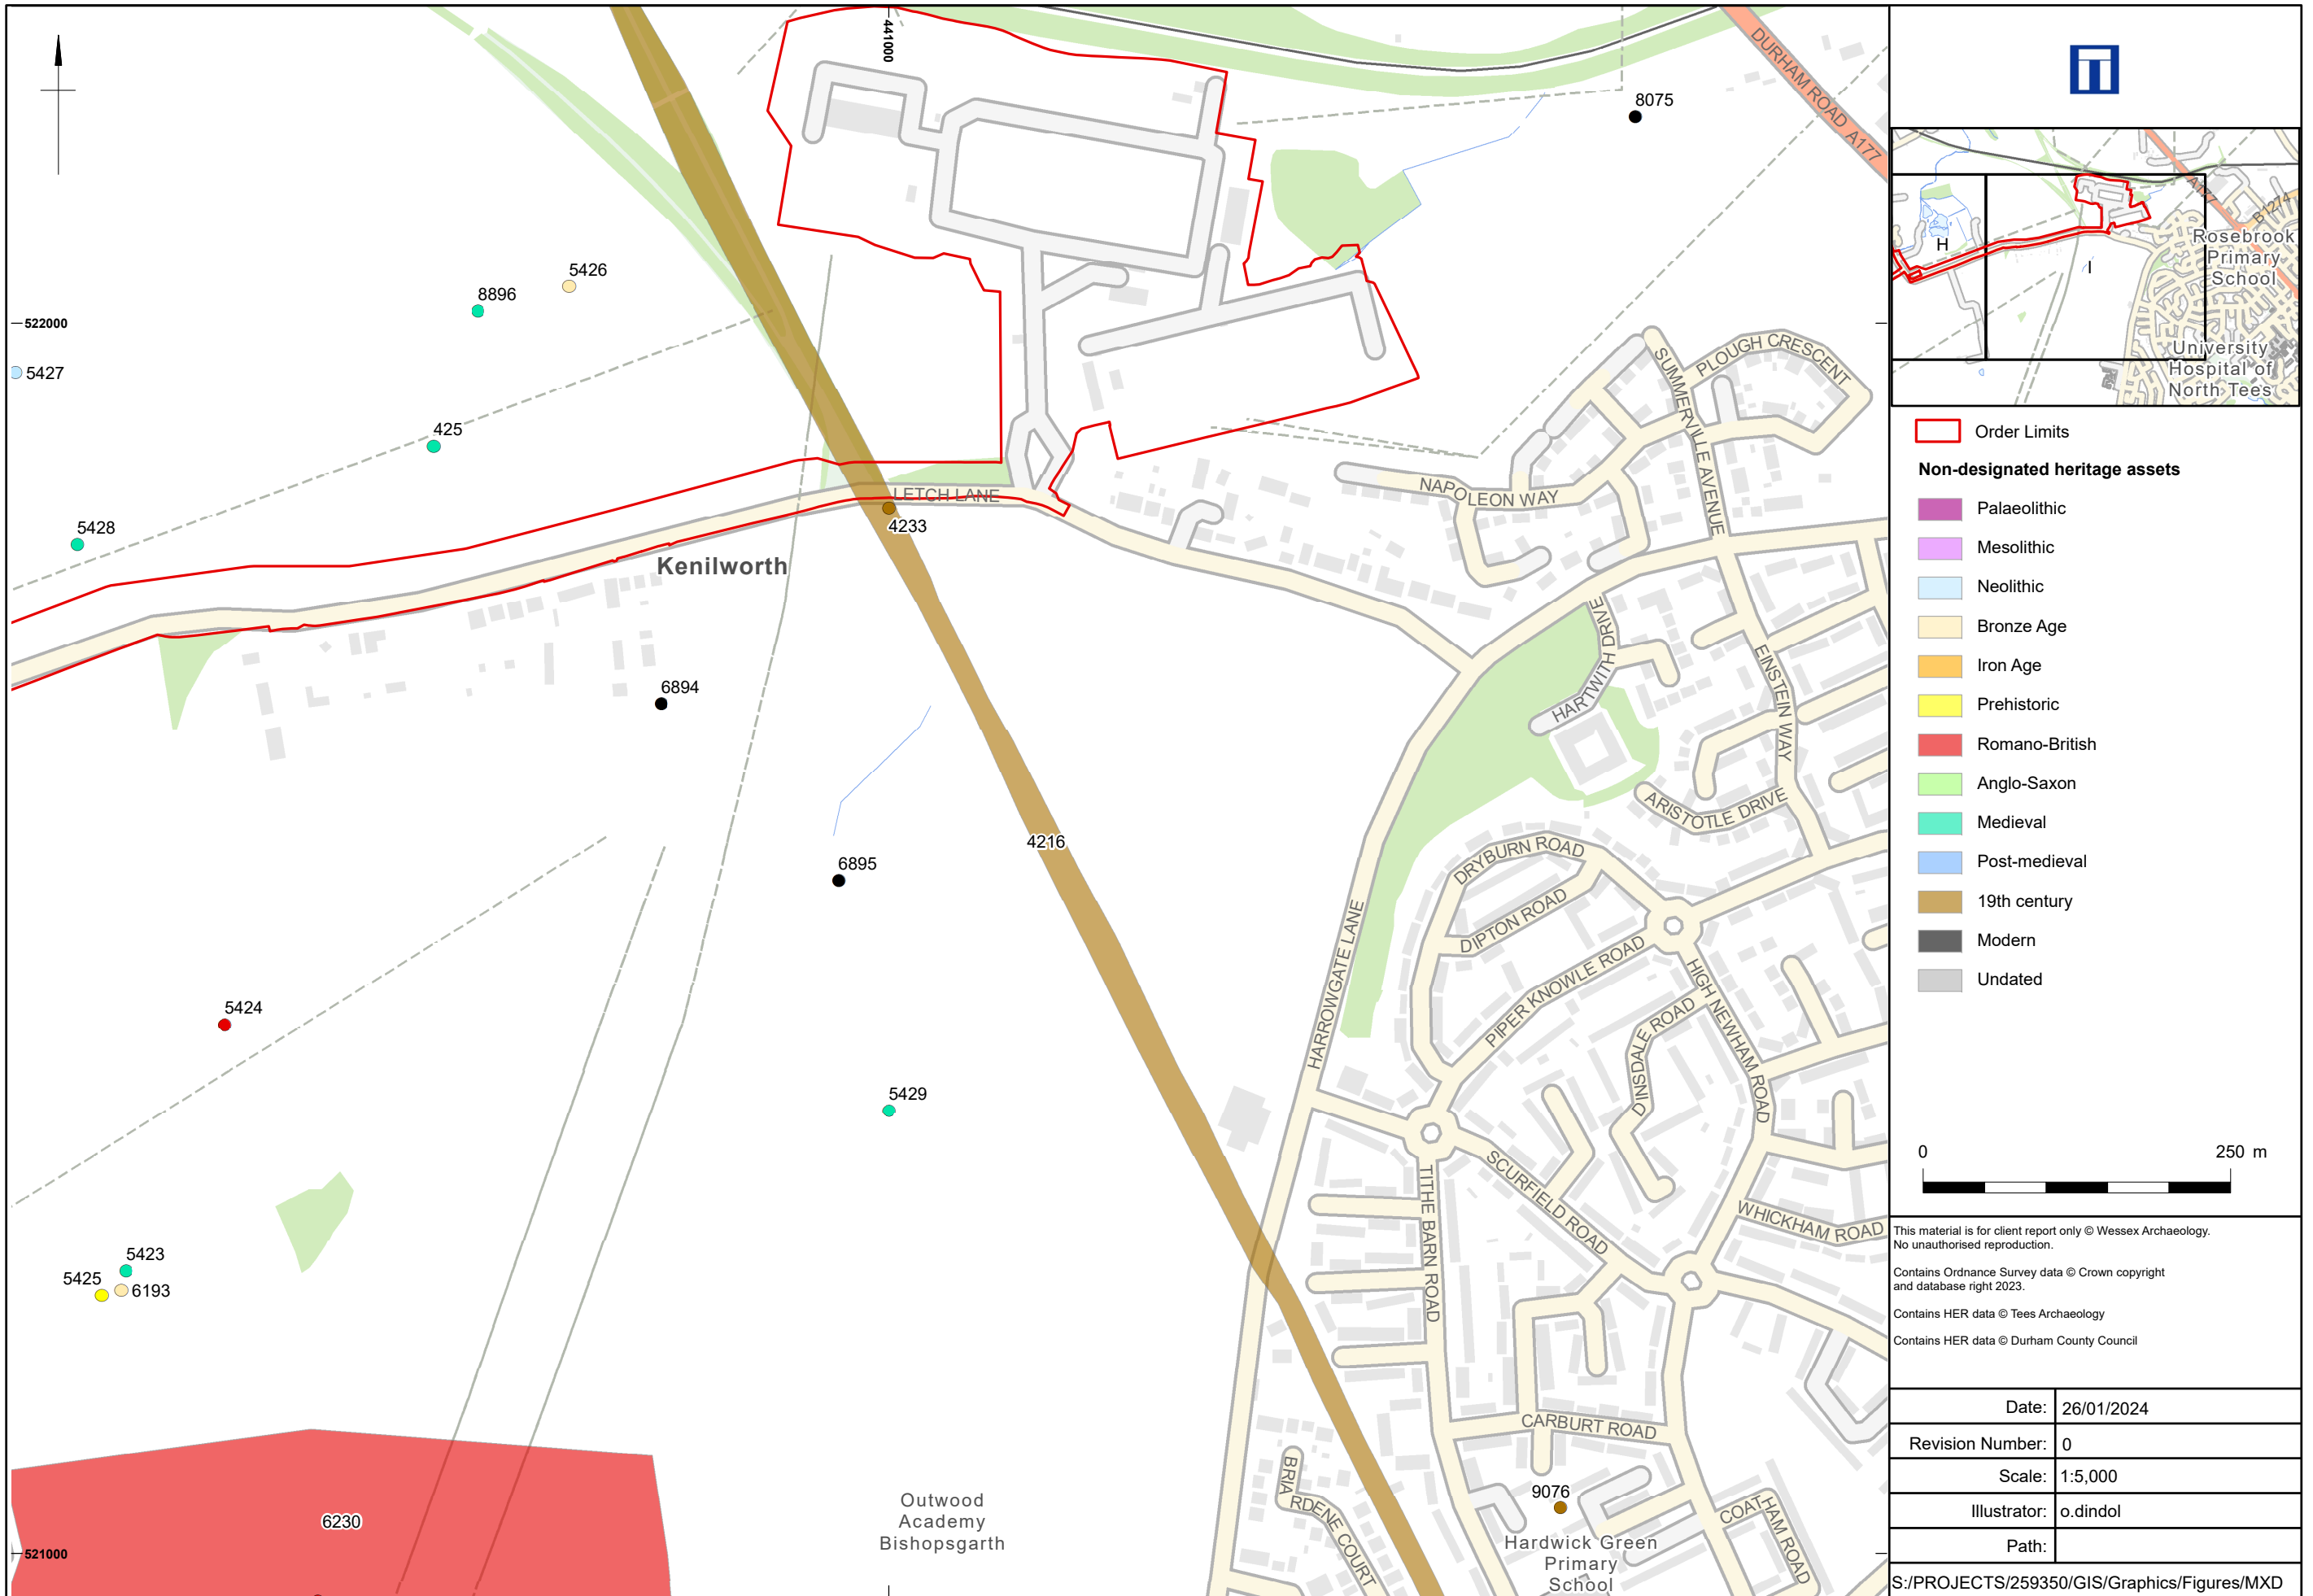 441000
DURHAM ROAD A177
8075
5426
8896
522000
5427
425
PLOUGH CRESCENT
SUMMERVILLE AVENUE
NAPOLEON WAY
LETCH LANE
4233
5428
Kenilworth
HARTWITH DRIVE
EINSTEIN WAY
6894
ARISTOTLE DRIVE
4216
DRYBURN ROAD
6895
DIPTON ROAD
PIPER KNOWLE ROAD
HIGH NEWHAM ROAD
HARROWGATE LANE
DINSDALE ROAD
5424
5429
TITHE BARN ROAD
SCURFIELD ROAD
WHICKHAM ROAD
5423
5425
6193
CARBURT ROAD
BRIARDENE COURT
9076
COATHAM ROAD
6230
Outwood
Academy
Bishopsgarth
Hardwick Green
Primary
School
521000
A177
B1274
Rosebrook
Primary
School
H
I
University
Hospital of
North Tees
Order Limits
Non-designated heritage assets
Palaeolithic
Mesolithic
Neolithic
Bronze Age
Iron Age
Prehistoric
Romano-British
Anglo-Saxon
Medieval
Post-medieval
19th century
Modern
Undated
0 250 m
This material is for client report only © Wessex Archaeology.
No unauthorised reproduction.
Contains Ordnance Survey data © Crown copyright
and database right 2023.
Contains HER data © Tees Archaeology
Contains HER data © Durham County Council
Date: 26/01/2024
Revision Number: 0
Scale: 1:5,000
Illustrator: o.dindol
Path:
S:/PROJECTS/259350/GIS/Graphics/Figures/MXD